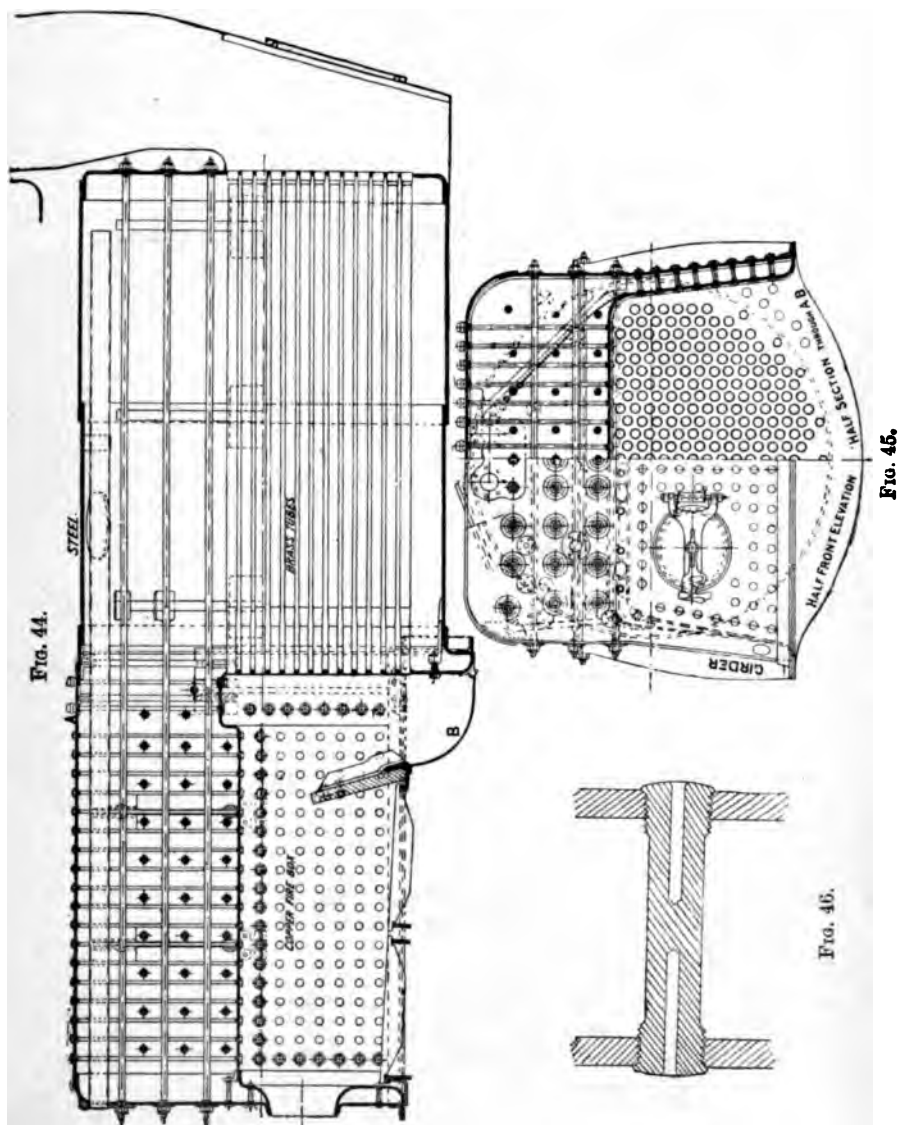 FIG. 44.
STEEL
A
BRASS TUBES
COPPER FIRE BOX
B
GIRDER
HALF FRONT ELEVATION
HALF SECTION THROUGH AB
FIG. 45.
FIG. 46.